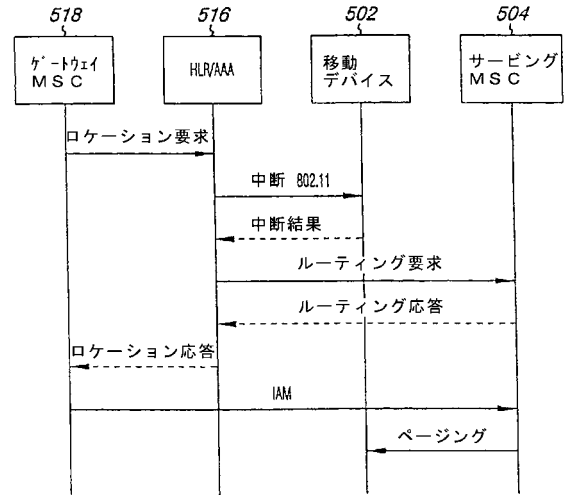 518
516
502
504
ゲートウェイ
MSC
HLR/AAA
移動
デバイス
サービング
MSC
ロケーション要求
中断 802.11
中断結果
ルーティング要求
ルーティング応答
ロケーション応答
IAM
ページング